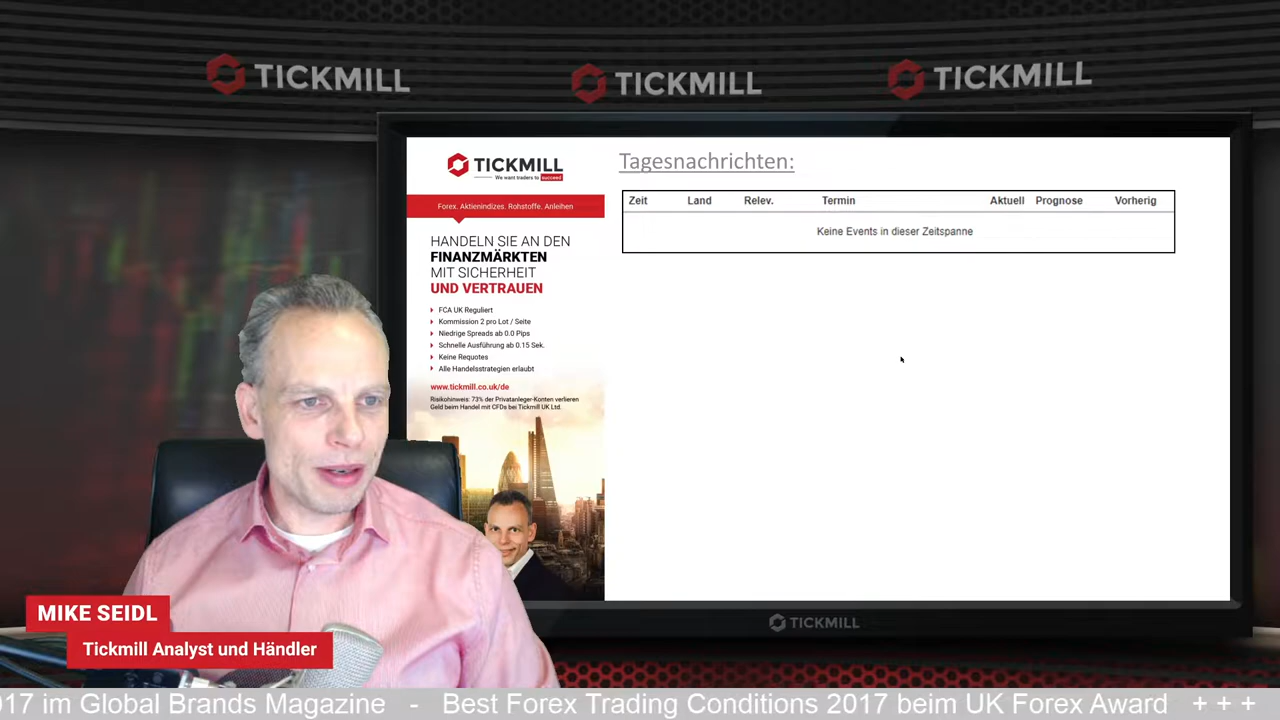 TICKMILL
TICKMILL
TICKMILL
TICKMILL
We want traders to succeed
Forex. Aktienindizes. Rohstoffe. Anleihen
HANDELN SIE AN DEN
FINANZMÄRKTEN
MIT SICHERHEIT
UND VERTRAUEN
FCA UK Reguliert
Kommission 2 pro Lot / Seite
Niedrige Spreads ab 0.0 Pips
Schnelle Ausführung ab 0.15 Sek.
Keine Requotes
Alle Handelsstrategien erlaubt
www.tickmill.co.uk/de
Risikohinweis: 73% der Privatanleger-Konten verlieren
Geld beim Handel mit CFDs bei Tickmill UK Ltd.
Tagesnachrichten:
Zeit Land Relev. Termin Aktuell Prognose Vorherig
Keine Events in dieser Zeitspanne
TICKMILL
MIKE SEIDL
Tickmill Analyst und Händler
017 im Global Brands Magazine - Best Forex Trading Conditions 2017 beim UK Forex Award + + +